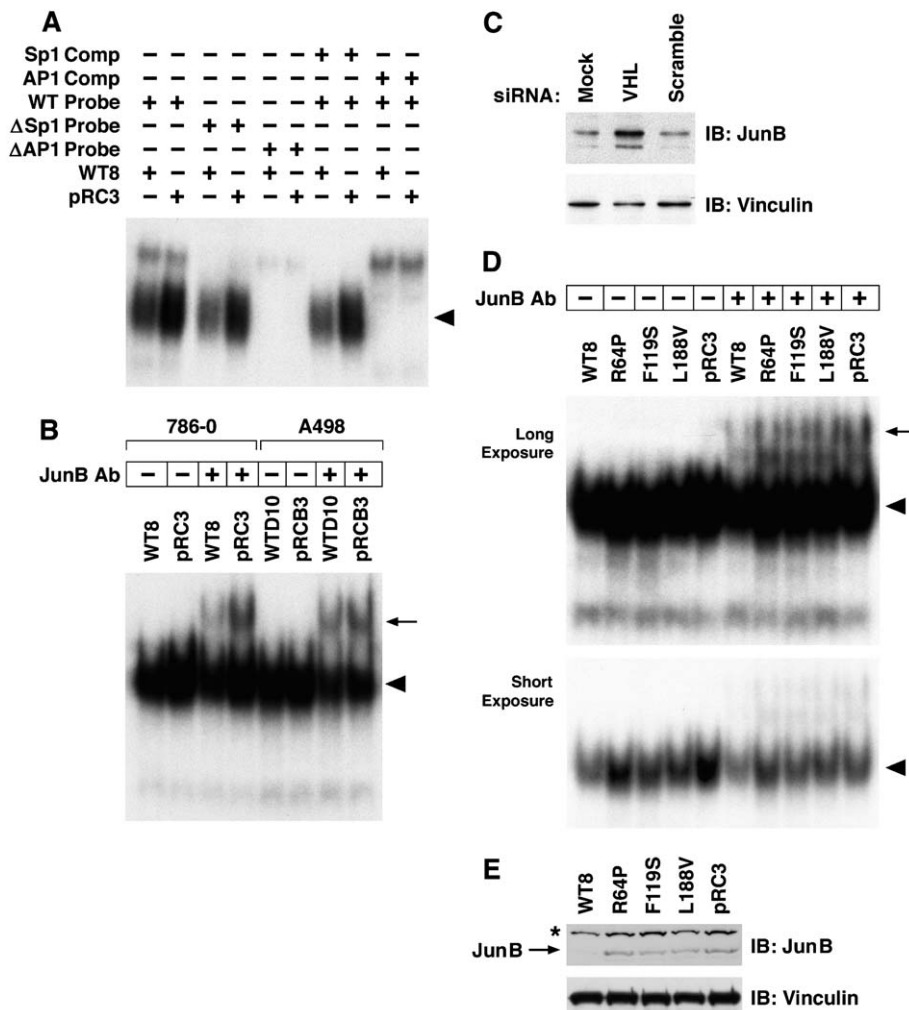 A
Sp1 Comp − − − − − − + + − −
AP1 Comp − − − − − − − − + +
WT Probe + + − − − − + + + +
ΔSp1 Probe − − + + − − − − − −
ΔAP1 Probe − − − − + + − − − −
WT8 + − + − + − + − + −
pRC3 − + − + − + − + − +
B
786-0 A498
JunB Ab − − + + − − + +
WT8 pRC3 WT8 pRC3 WTD10 pRCB3 WTD10 pRCB3
C
siRNA: Mock VHL Scramble
IB: JunB
IB: Vinculin
D
JunB Ab − − − − − + + + + +
WT8 R64P F119S L188V pRC3 WT8 R64P F119S L188V pRC3
Long
Exposure
Short
Exposure
E
WT8 R64P F119S L188V pRC3
*
JunB IB: JunB
IB: Vinculin